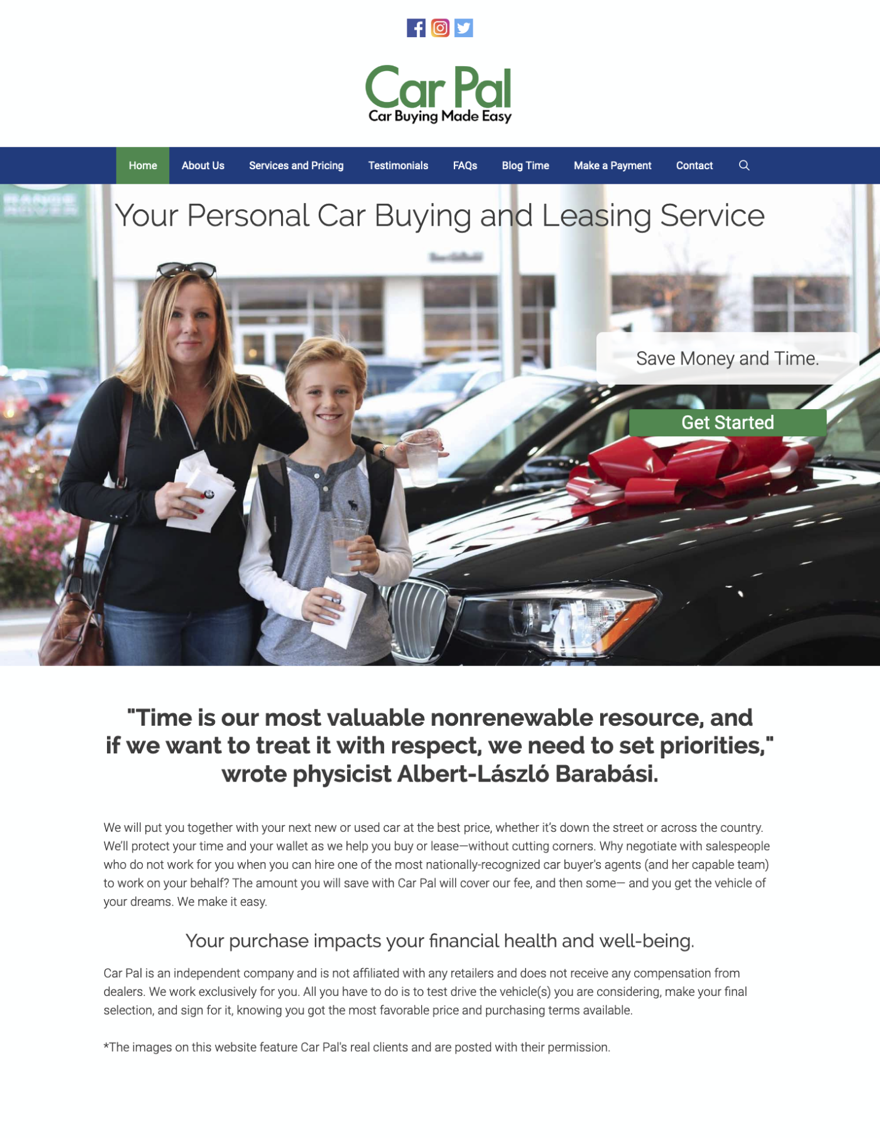 Car Pal
Car Buying Made Easy
Home About Us Services and Pricing Testimonials FAQs Blog Time Make a Payment Contact
RANGE
ROVER
Your Personal Car Buying and Leasing Service
Save Money and Time.
Get Started
"Time is our most valuable nonrenewable resource, and
if we want to treat it with respect, we need to set priorities,"
wrote physicist Albert-László Barabási.
We will put you together with your next new or used car at the best price, whether it's down the street or across the country.
We'll protect your time and your wallet as we help you buy or lease—without cutting corners. Why negotiate with salespeople
who do not work for you when you can hire one of the most nationally-recognized car buyer's agents (and her capable team)
to work on your behalf? The amount you will save with Car Pal will cover our fee, and then some— and you get the vehicle of
your dreams. We make it easy.
Your purchase impacts your financial health and well-being.
Car Pal is an independent company and is not affiliated with any retailers and does not receive any compensation from
dealers. We work exclusively for you. All you have to do is to test drive the vehicle(s) you are considering, make your final
selection, and sign for it, knowing you got the most favorable price and purchasing terms available.
*The images on this website feature Car Pal's real clients and are posted with their permission.